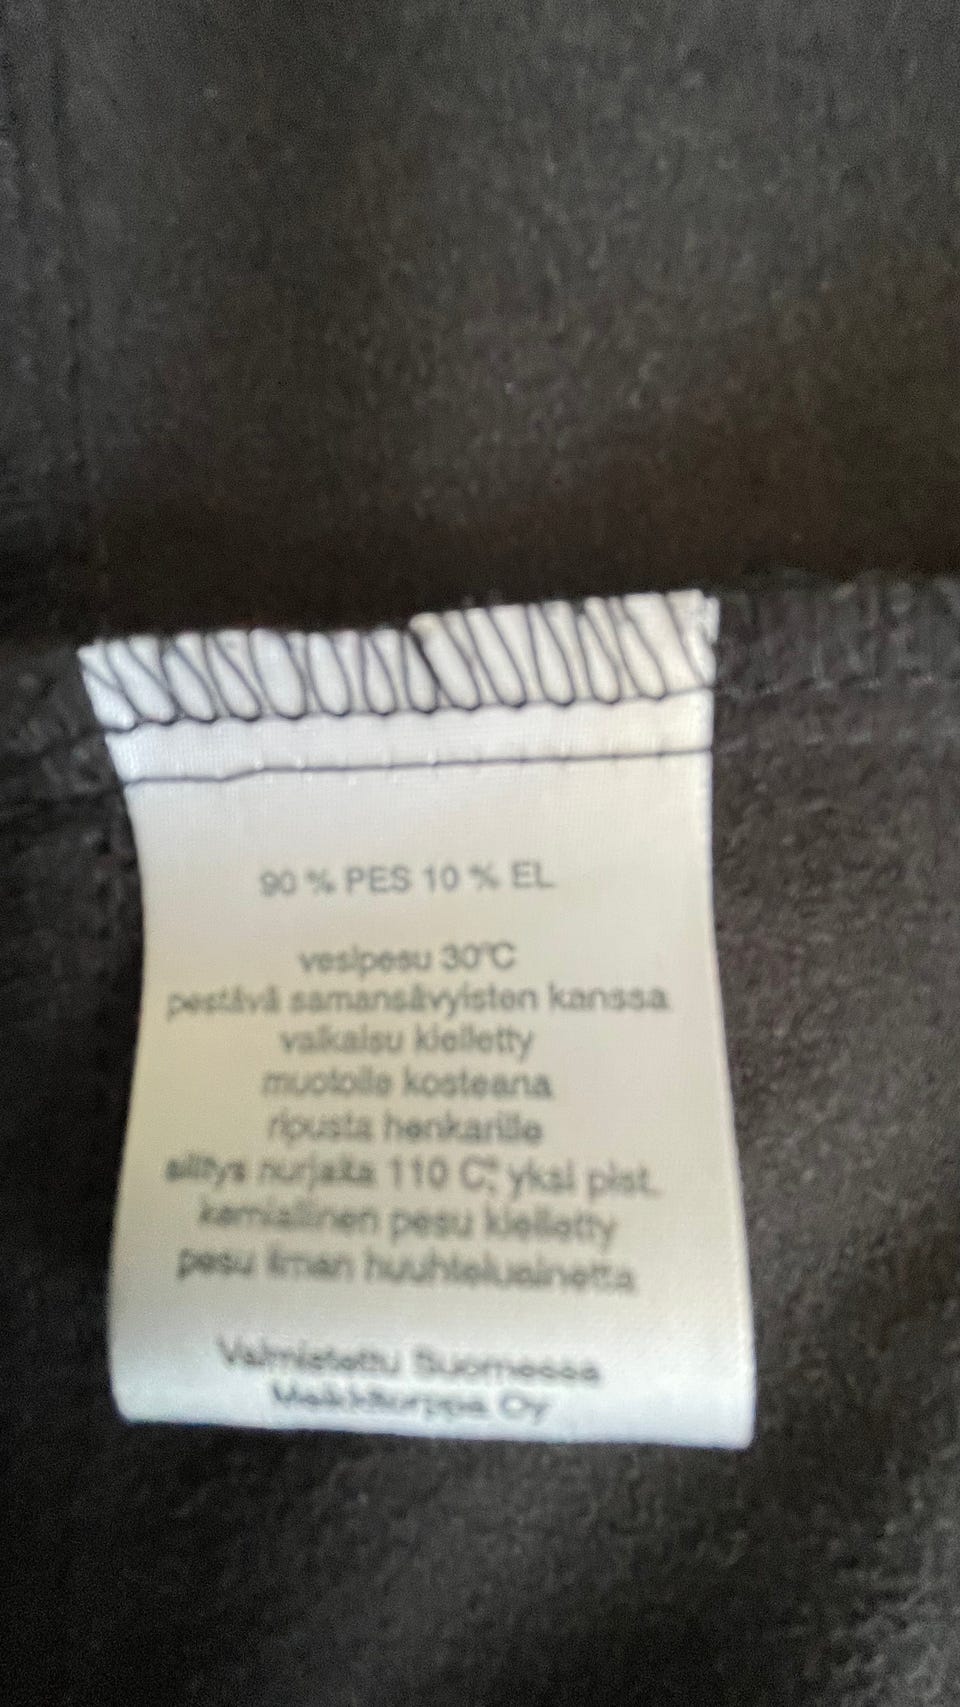 90 % PES 10 % EL
vesipesu 30°C
pestävä samansävyisten kanssa
valkaisu kielletty
muotoile kosteana
ripusta henkarille
silitys nurjalta 110 C°, yksi pist.
kemiallinen pesu kielletty
pesu ilman huuhteluainetta
Valmistettu Suomessa
Oy